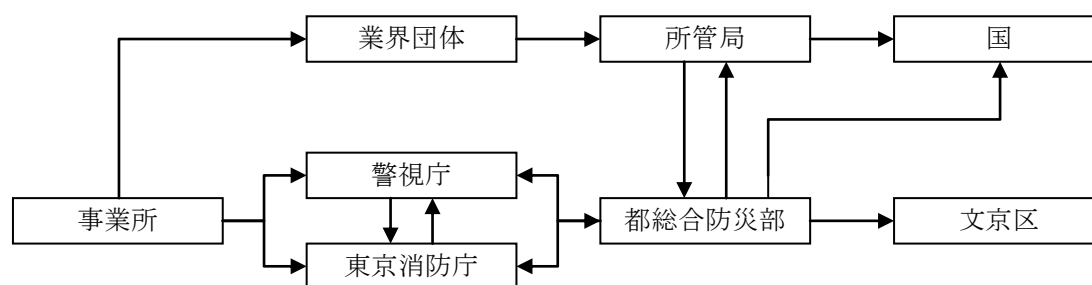 業界団体
所管局
国
警視庁
事業所
都総合防災部
文京区
東京消防庁